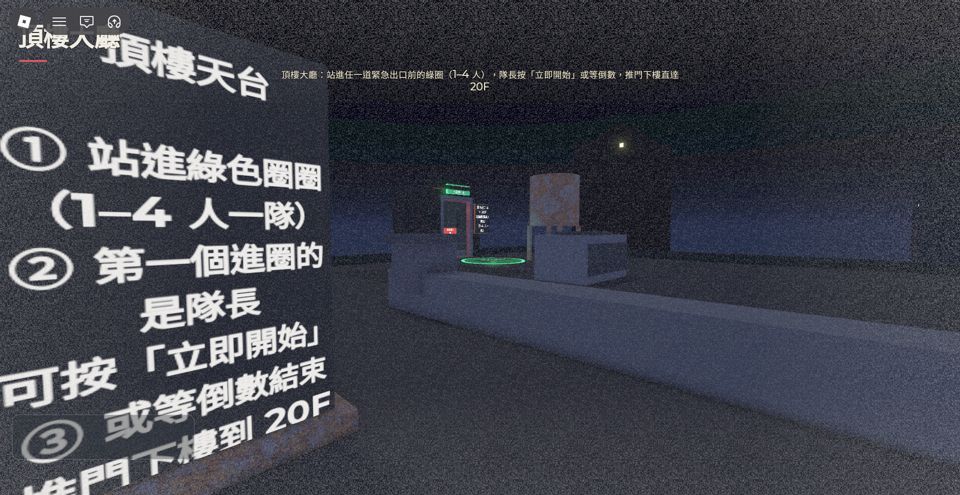 頂樓大廳
頂樓大廳：站進任一道緊急出口前的綠圈（1–4 人），隊長按「立即開始」或等倒數，推門下樓直達
20F
頂樓天台
① 站進綠色圈圈
（1–4 人一隊）
② 第一個進圈的
是隊長
可按「立即開始」
或等倒數結束
③
推門下樓到 20F